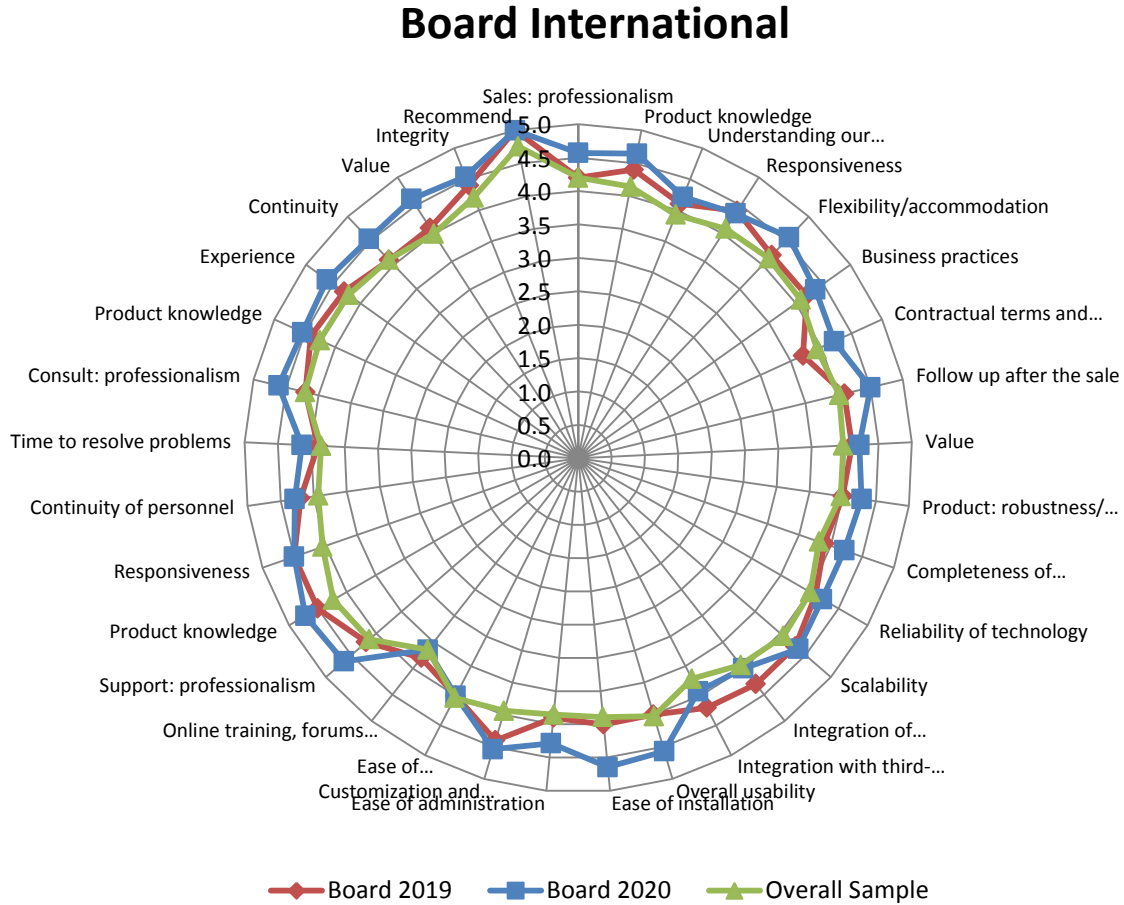 Board International
Sales: professionalism
Product knowledge
Understanding our...
Responsiveness
Flexibility/accommodation
Business practices
Contractual terms and...
Follow up after the sale
Value
Product: robustness/...
Completeness of...
Reliability of technology
Scalability
Integration of...
Integration with third-...
Overall usability
Ease of installation
Ease of administration
Customization and...
Ease of...
Online training, forums...
Support: professionalism
Product knowledge
Responsiveness
Continuity of personnel
Time to resolve problems
Consult: professionalism
Product knowledge
Experience
Continuity
Value
Integrity
Recommend
5.0
4.5
4.0
3.5
3.0
2.5
2.0
1.5
1.0
0.5
0.0
Board 2019
Board 2020
Overall Sample